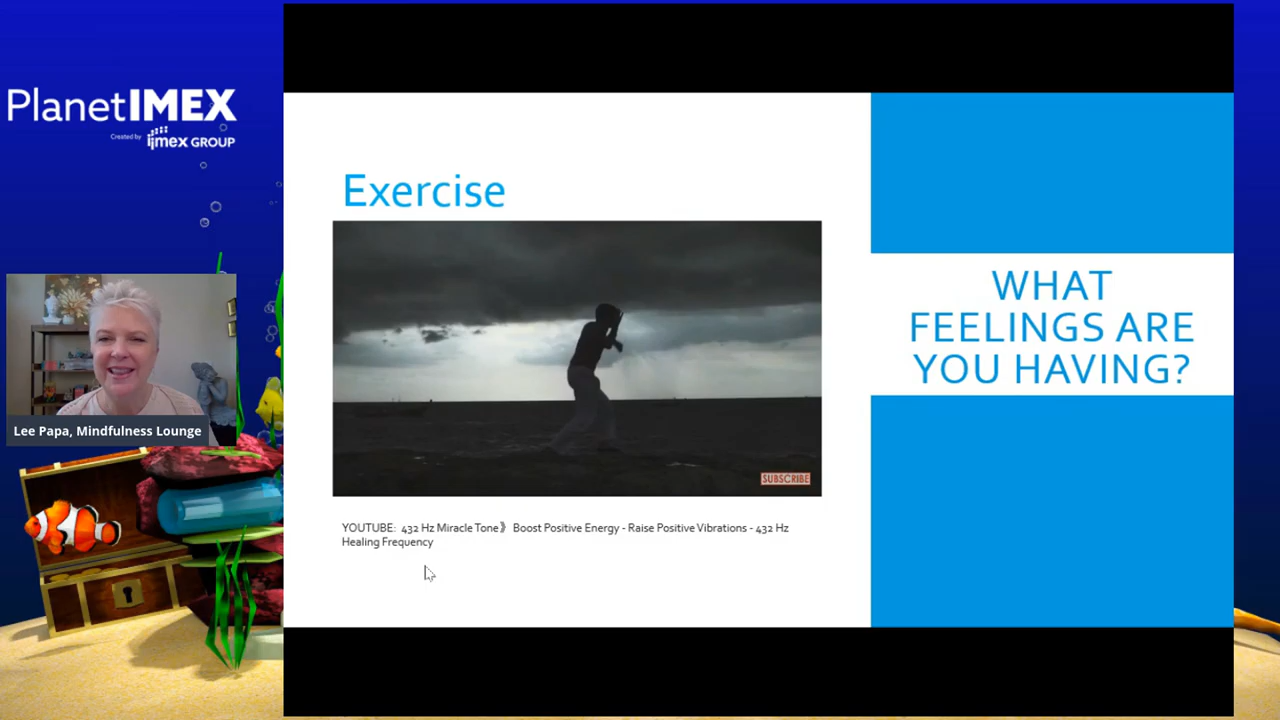 PlanetIMEX
Created by imex GROUP
Exercise
SUBSCRIBE
YOUTUBE: 432 Hz Miracle Tone》 Boost Positive Energy - Raise Positive Vibrations - 432 Hz
Healing Frequency
WHAT
FEELINGS ARE
YOU HAVING?
Lee Papa, Mindfulness Lounge